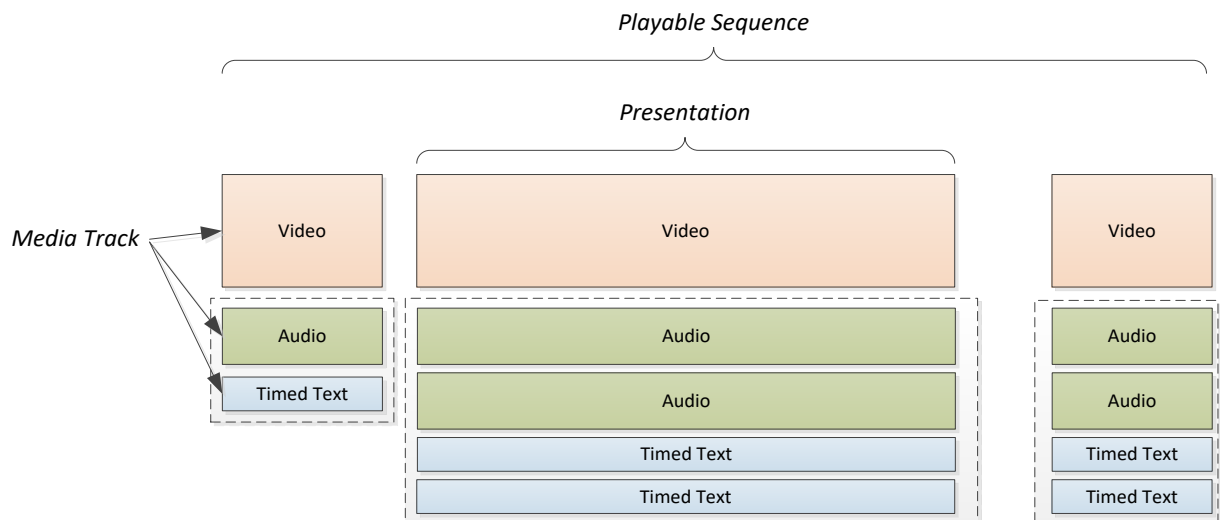 Playable Sequence
Presentation
Media Track
Video
Video
Video
Audio
Audio
Audio
Timed Text
Audio
Audio
Timed Text
Timed Text
Timed Text
Timed Text